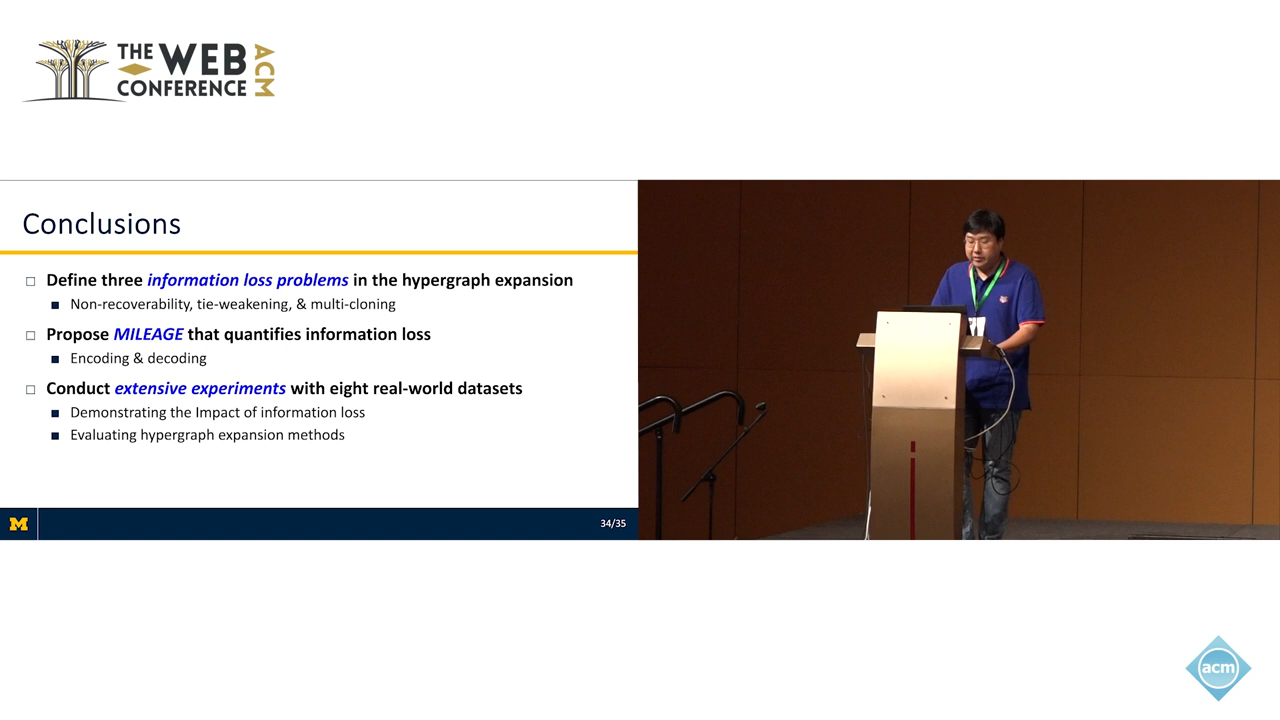 THE WEB
CONFERENCE
ACM
Conclusions
Define three information loss problems in the hypergraph expansion
Non-recoverability, tie-weakening, & multi-cloning
Propose MILEAGE that quantifies information loss
Encoding & decoding
Conduct extensive experiments with eight real-world datasets
Demonstrating the Impact of information loss
Evaluating hypergraph expansion methods
M
34/35
acm